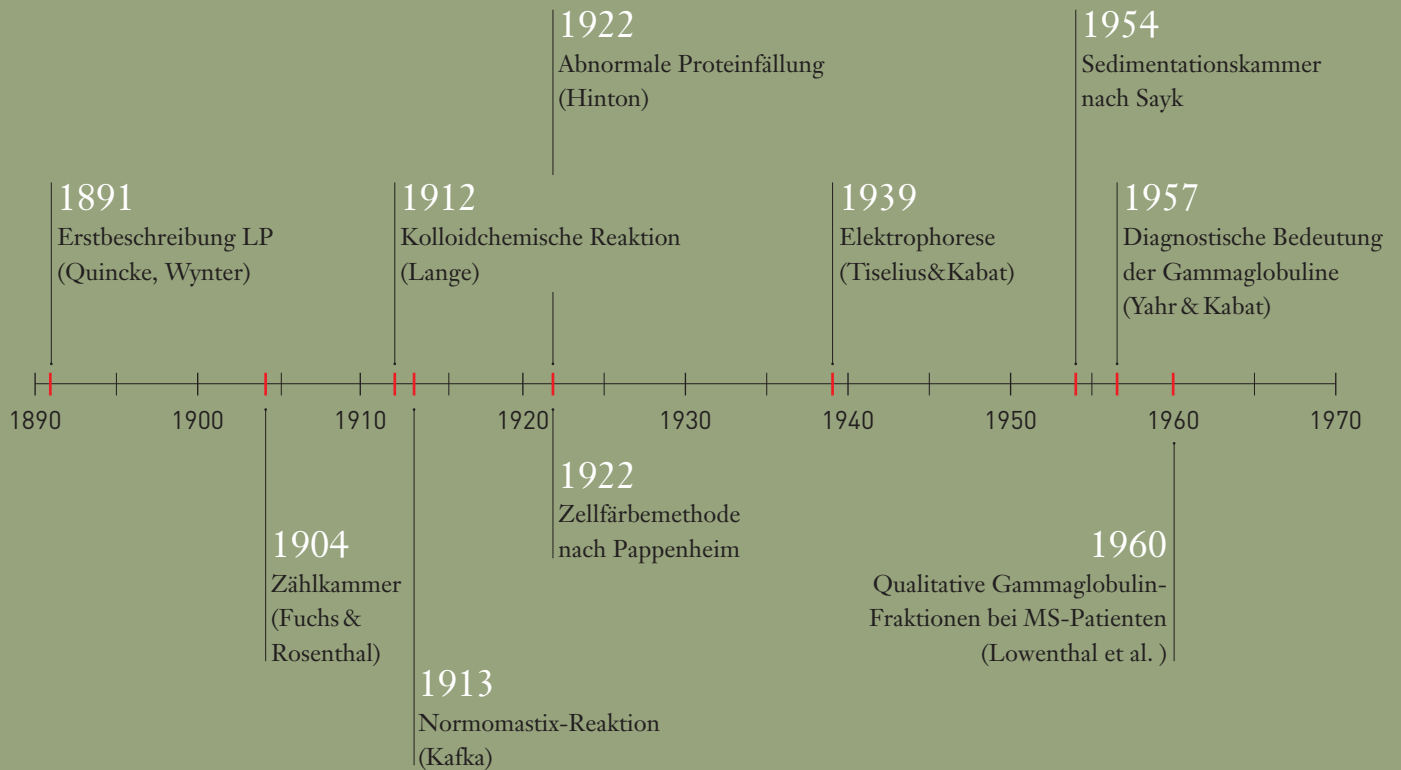 1922
Abnormale Proteinfällung
(Hinton)
1954
Sedimentationskammer
nach Sayk
1891
Erstbeschreibung LP
(Quincke, Wynter)
1912
Kolloidchemische Reaktion
(Lange)
1939
Elektrophorese
(Tiselius&Kabat)
1957
Diagnostische Bedeutung
der Gammaglobuline
(Yahr & Kabat)
1890 1900 1910 1920 1930 1940 1950 1960 1970
1922
Zellfärbemethode
nach Pappenheim
1904
Zählkammer
(Fuchs &
Rosenthal)
1960
Qualitative Gammaglobulin-
Fraktionen bei MS-Patienten
(Lowenthal et al. )
1913
Normomastix-Reaktion
(Kafka)